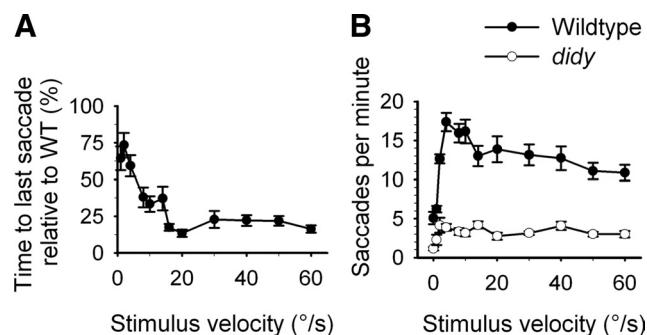 A
Time to last saccade
relative to WT (%)
100
75
50
25
0
0 20 40 60
Stimulus velocity (°/s)
B
Wildtype
didy
Saccades per minute
20
15
10
5
0
0 20 40 60
Stimulus velocity (°/s)